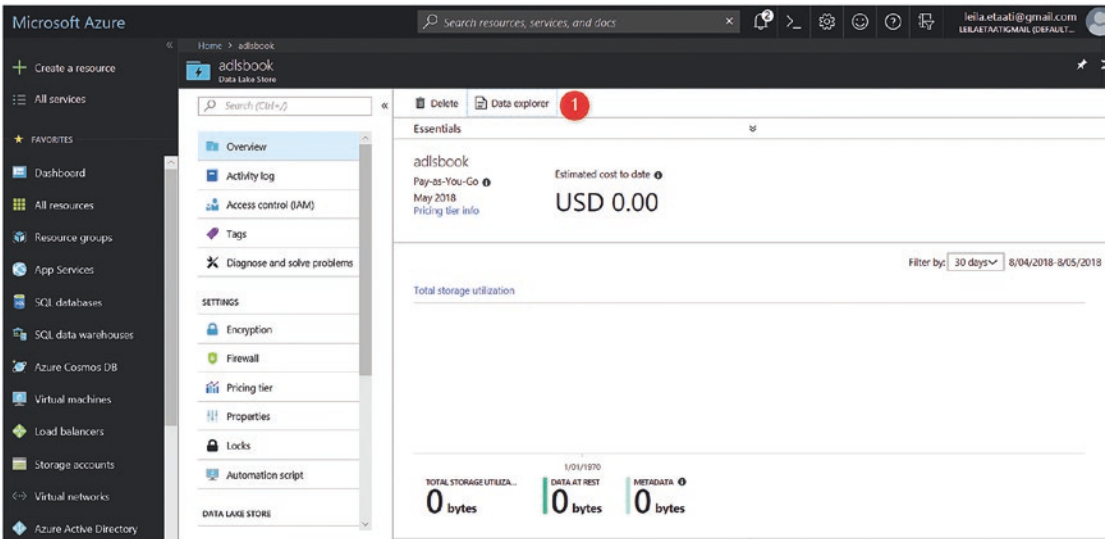 Microsoft Azure
Search resources, services, and docs
2
leila.etaati@gmail.com
LEILAETAATIGMAIL (DEFAULT...
Create a resource
All services
FAVORITES
Dashboard
All resources
Resource groups
App Services
SQL databases
SQL data warehouses
Azure Cosmos DB
Virtual machines
Load balancers
Storage accounts
Virtual networks
Azure Active Directory
Home > adlsbook
adlsbook
Data Lake Store
Search (Ctrl+/)
Overview
Activity log
Access control (IAM)
Tags
Diagnose and solve problems
SETTINGS
Encryption
Firewall
Pricing tier
Properties
Locks
Automation script
DATA LAKE STORE
Delete
Data explorer
1
Essentials
adlsbook
Pay-as-You-Go
May 2018
Pricing tier info
Estimated cost to date
USD 0.00
Filter by: 30 days 8/04/2018-8/05/2018
Total storage utilization
1/01/1970
TOTAL STORAGE UTILIZA...
0 bytes
DATA AT REST
0 bytes
METADATA
0 bytes